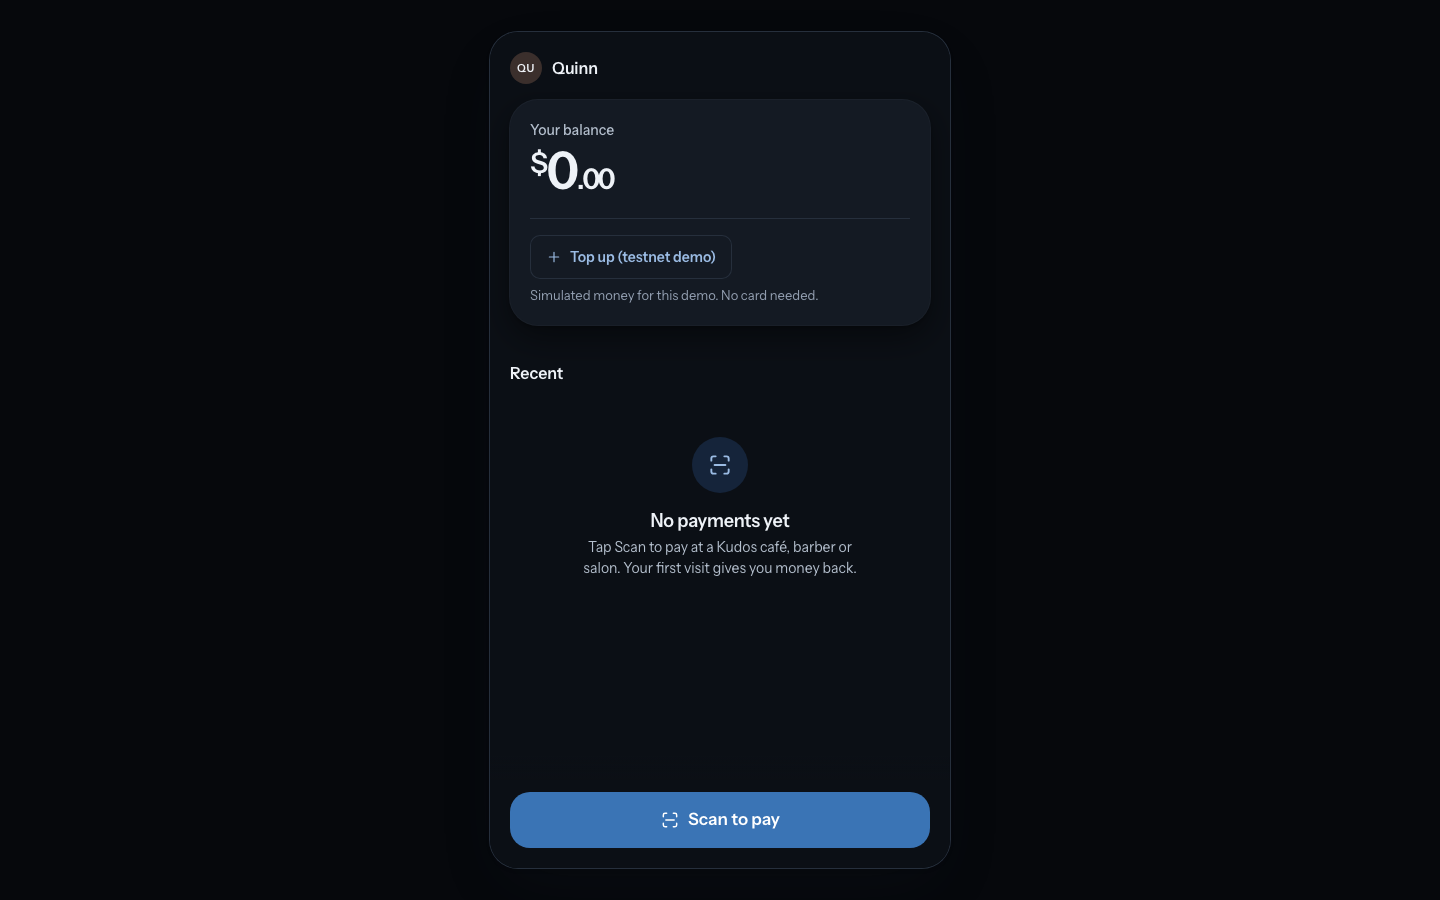 QU
Quinn
Your balance
$0.00
Top up (testnet demo)
Simulated money for this demo. No card needed.
Recent
No payments yet
Tap Scan to pay at a Kudos café, barber or
salon. Your first visit gives you money back.
Scan to pay